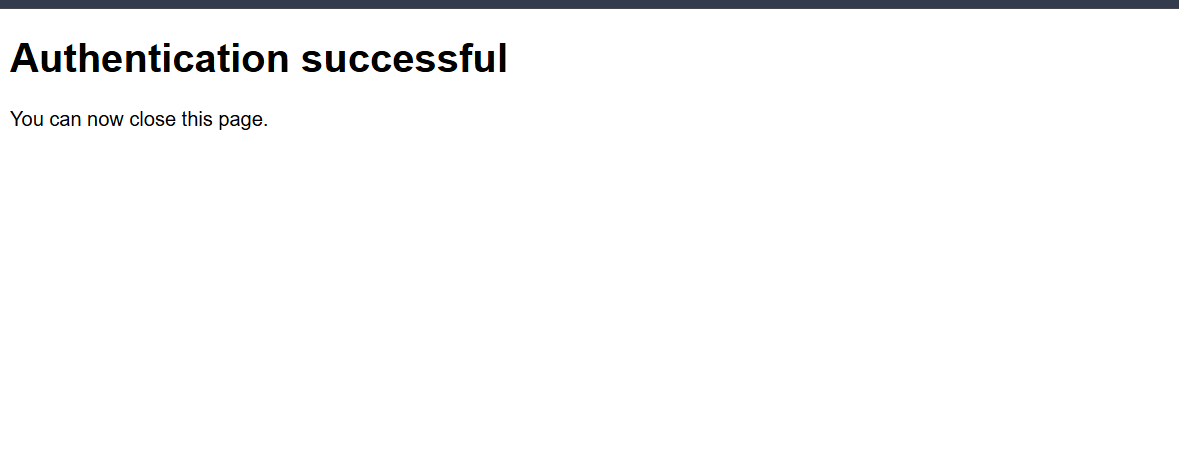 Authentication successful
You can now close this page.